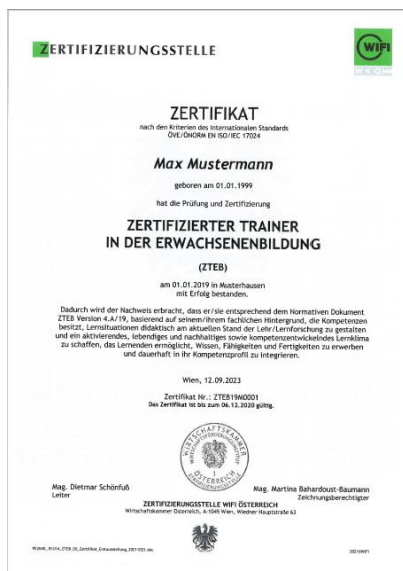 ZERTIFIZIERUNGSSTELLE
WIFI
WKO
ZERTIFIKAT
nach den Kriterien des Internationalen Standards
ÖVE/ÖNORM EN ISO/IEC 17024
Max Mustermann
geboren am 01.01.1999
hat die Prüfung und Zertifizierung
ZERTIFIZIERTER TRAINER
IN DER ERWACHSENENBILDUNG
(ZTEB)
am 01.01.2019 in Musterhausen
mit Erfolg bestanden.
Dadurch wird der Nachweis erbracht, dass er/sie entsprechend dem Normativen Dokument
ZTEB Version 4.A/19, basierend auf seinem/ihrem fachlichen Hintergrund, die Kompetenzen
besitzt, Lernsituationen didaktisch am aktuellen Stand der Lehr/Lernforschung zu gestalten
und ein aktivierendes, lebendiges und nachhaltiges sowie kompetenzentwickelndes Lernklima
zu schaffen, das Lernenden ermöglicht, Wissen, Fähigkeiten und Fertigkeiten zu erwerben
und dauerhaft in ihr Kompetenzprofil zu integrieren.
Wien, 12.09.2023
Zertifikat Nr.: ZTEB19M0001
Das Zertifikat ist bis zum 06.12.2020 gültig.
WIRTSCHAFTSKAMMER
ÖSTERREICH
Mag. Dietmar Schönfuß
Leiter
Mag. Martina Bahardoust-Baumann
Zeichnungsberechtigter
ZERTIFIZIERUNGSSTELLE WIFI ÖSTERREICH
Wirtschaftskammer Österreich, A-1045 Wien, Wiedner Hauptstraße 63